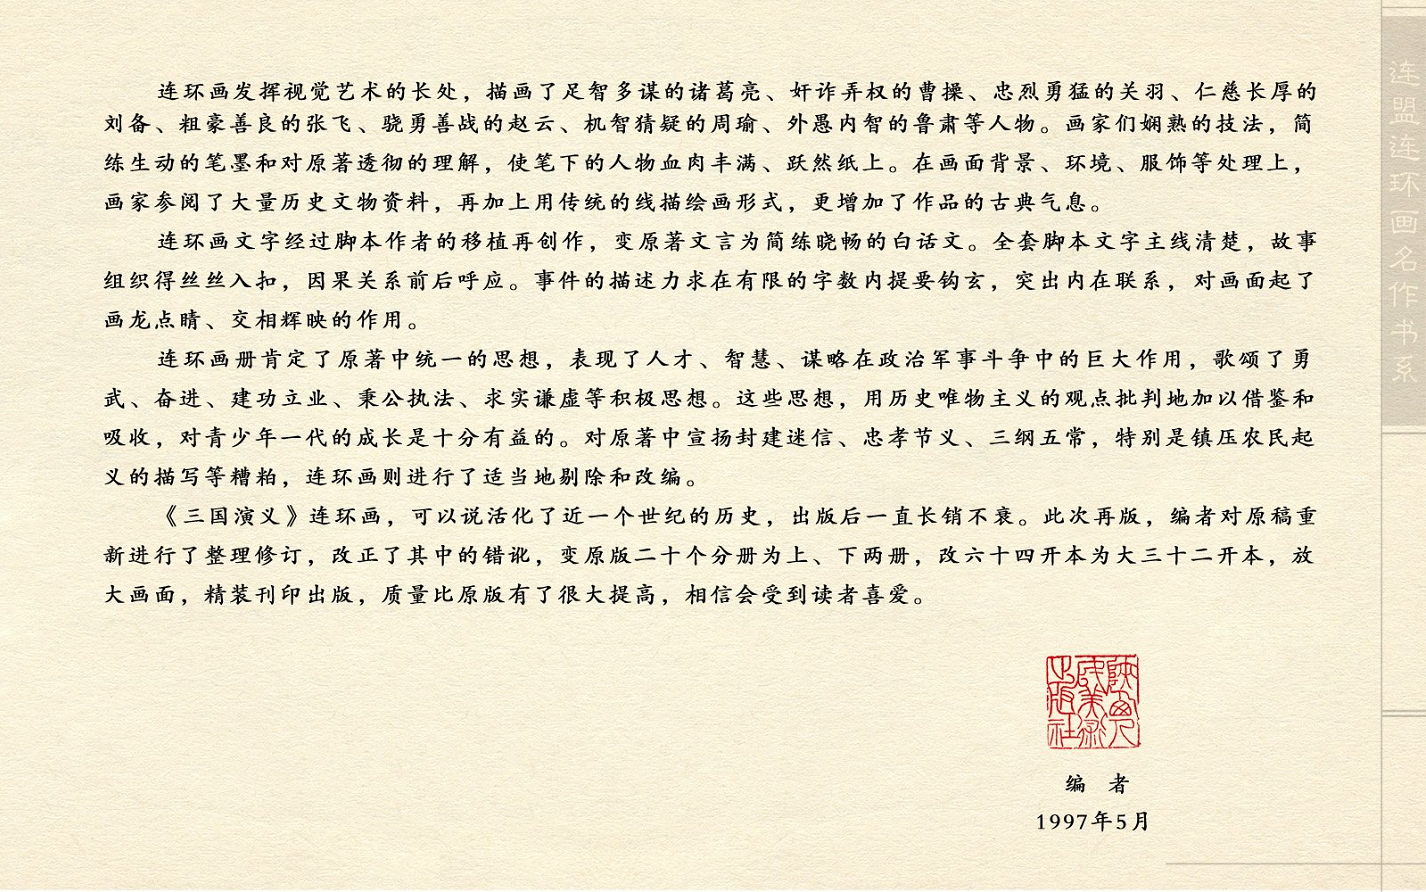 连环画发挥视觉艺术的长处，描画了足智多谋的诸葛亮、奸诈弄权的曹操、忠烈勇猛的关羽、仁慈长厚的
刘备、粗豪善良的张飞、骁勇善战的赵云、机智猜疑的周瑜、外愚内智的鲁肃等人物。画家们娴熟的技法，简
练生动的笔墨和对原著透彻的理解，使笔下的人物血肉丰满、跃然纸上。在画面背景、环境、服饰等处理上，
画家参阅了大量历史文物资料，再加上用传统的线描绘画形式，更增加了作品的古典气息。
连环画文字经过脚本作者的移植再创作，变原著文言为简练晓畅的白话文。全套脚本文字主线清楚，故事
组织得丝丝入扣，因果关系前后呼应。事件的描述力求在有限的字数内提要钩玄，突出内在联系，对画面起了
画龙点睛、交相辉映的作用。
连环画册肯定了原著中统一的思想，表现了人才、智慧、谋略在政治军事斗争中的巨大作用，歌颂了勇
武、奋进、建功立业、秉公执法、求实谦虚等积极思想。这些思想，用历史唯物主义的观点批判地加以借鉴和
吸收，对青少年一代的成长是十分有益的。对原著中宣扬封建迷信、忠孝节义、三纲五常，特别是镇压农民起
义的描写等糟粕，连环画则进行了适当地剔除和改编。
《三国演义》连环画，可以说活化了近一个世纪的历史，出版后一直长销不衰。此次再版，编者对原稿重
新进行了整理修订，改正了其中的错讹，变原版二十个分册为上、下两册，改六十四开本为大三十二开本，放
大画面，精装刊印出版，质量比原版有了很大提高，相信会受到读者喜爱。
编 者
1997年5月
连盟连环画名作书系